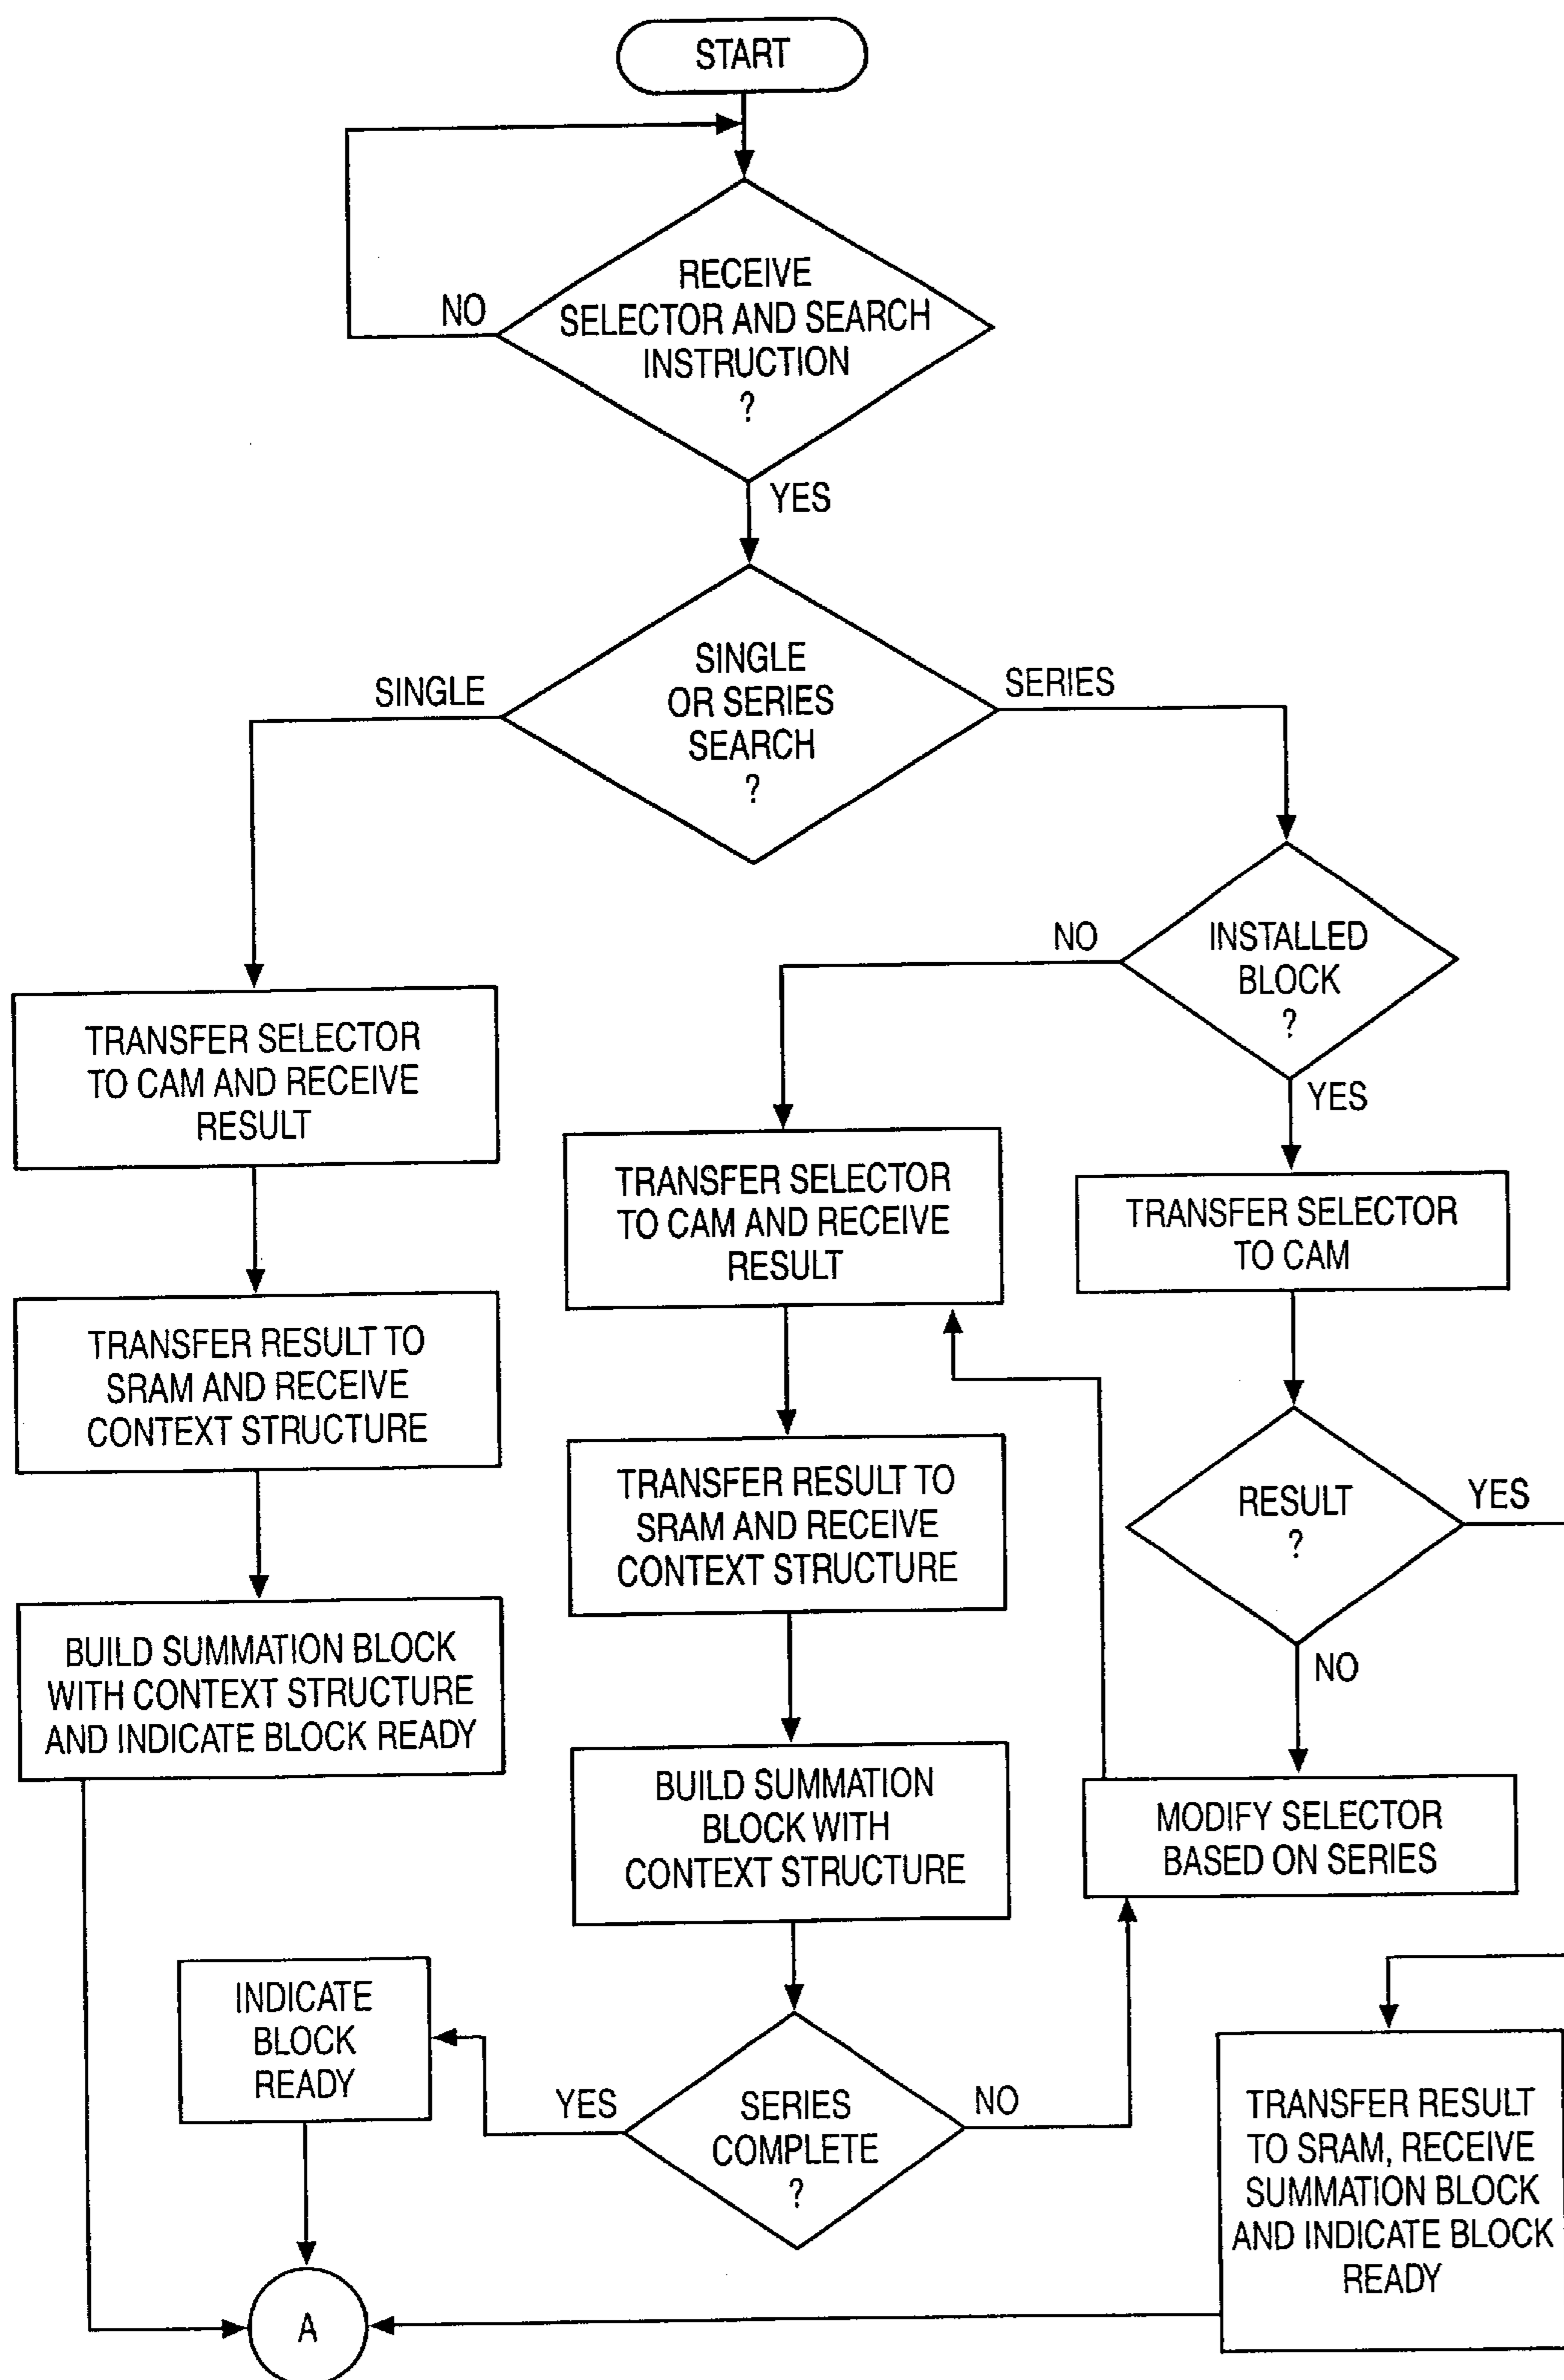 START
RECEIVE
SELECTOR AND SEARCH
INSTRUCTION
?
NO
YES
SINGLE
OR SERIES
SEARCH
?
SINGLE
SERIES
INSTALLED
BLOCK
?
NO
YES
TRANSFER SELECTOR
TO CAM AND RECEIVE
RESULT
TRANSFER SELECTOR
TO CAM AND RECEIVE
RESULT
TRANSFER SELECTOR
TO CAM
TRANSFER RESULT TO
SRAM AND RECEIVE
CONTEXT STRUCTURE
TRANSFER RESULT TO
SRAM AND RECEIVE
CONTEXT STRUCTURE
RESULT
?
YES
NO
BUILD SUMMATION BLOCK
WITH CONTEXT STRUCTURE
AND INDICATE BLOCK READY
BUILD SUMMATION
BLOCK WITH
CONTEXT STRUCTURE
MODIFY SELECTOR
BASED ON SERIES
INDICATE
BLOCK
READY
YES
SERIES
COMPLETE
?
NO
TRANSFER RESULT
TO SRAM, RECEIVE
SUMMATION BLOCK
AND INDICATE BLOCK
READY
A